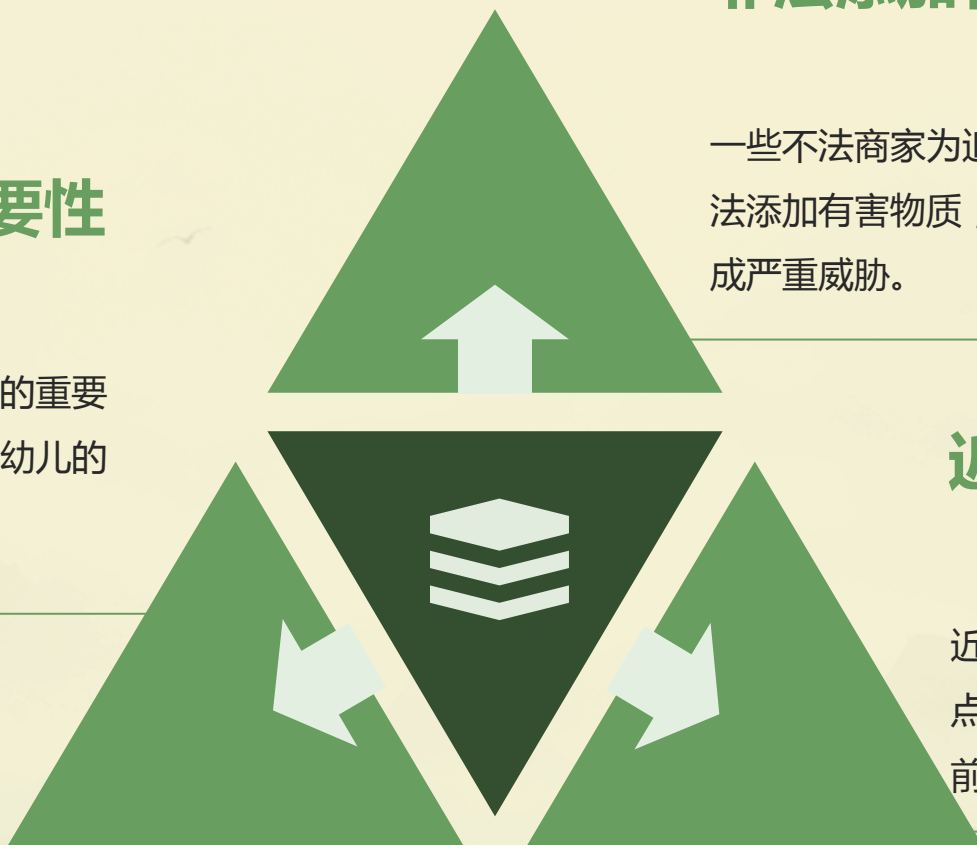 要性
的重要
幼儿的
一些不法商家为追
法添加有害物质
成严重威胁。
近
点
前